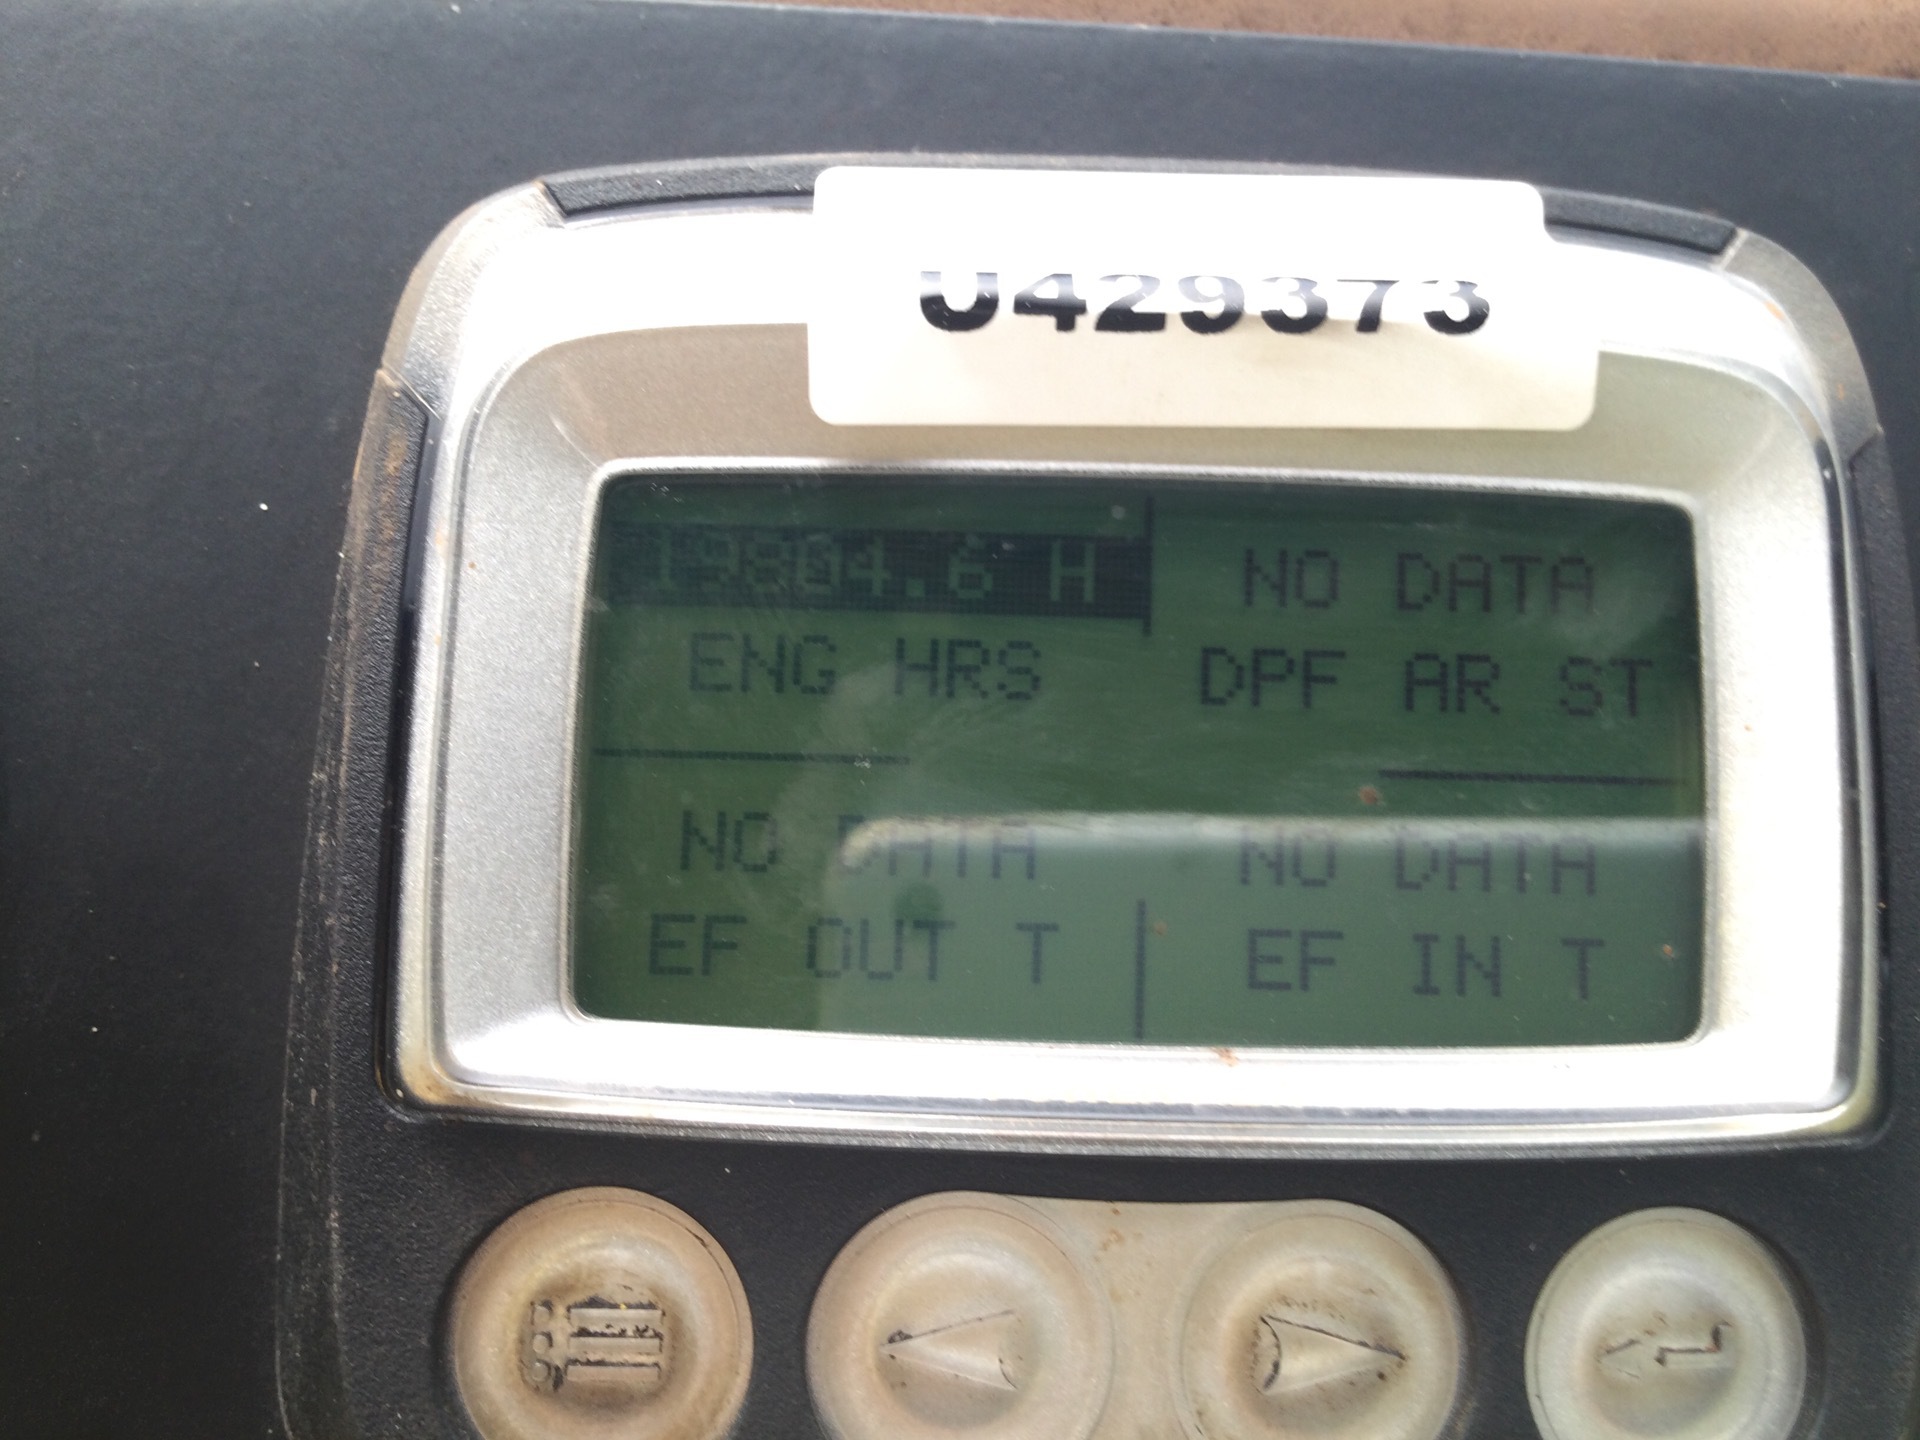 U429373
19804.6 H
NO DATA
ENG HRS
DPF AR ST
NO DATA
NO DATA
EF OUT T
EF IN T